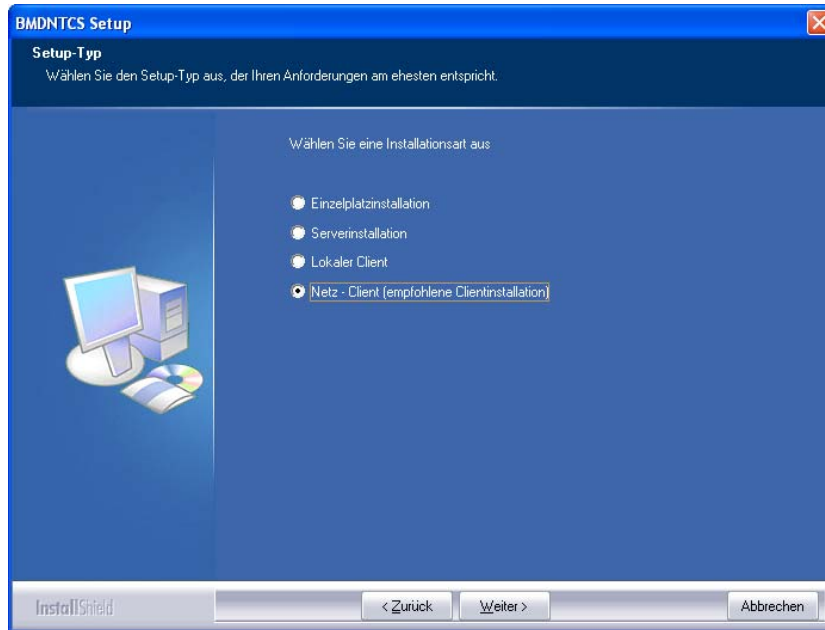 BMDNTCS Setup
Setup-Typ
Wählen Sie den Setup-Typ aus, der Ihren Anforderungen am ehesten entspricht.
Wählen Sie eine Installationsart aus
Einzelplatzinstallation
Serverinstallation
Lokaler Client
Netz - Client (empfohlene Clientinstallation)
InstallShield
< Zurück
Weiter >
Abbrechen